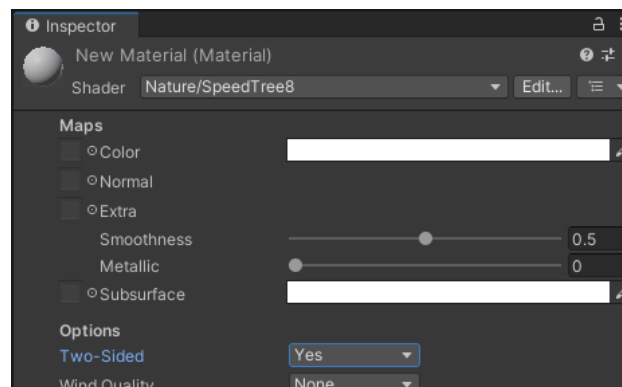 Inspector
New Material (Material)
Shader Nature/SpeedTree8 Edit...
Maps
Color
Normal
Extra
Smoothness 0.5
Metallic 0
Subsurface
Options
Two-Sided Yes
Wind Quality None